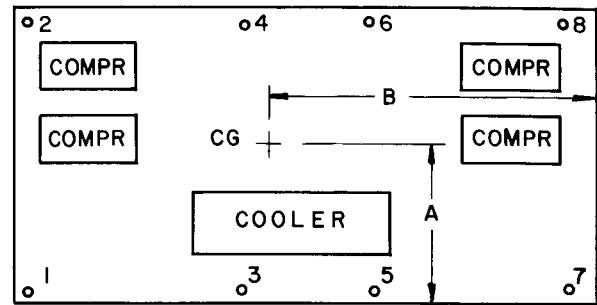 2 4 6 8
COMPR COMPR
B
COMPR CG COMPR
A
COOLER
1 3 5 7